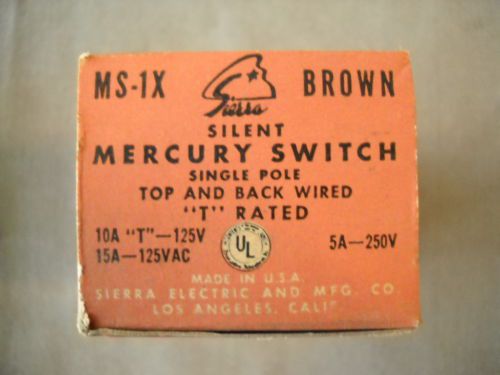 MS-1X Sierra BROWN
SILENT
MERCURY SWITCH
SINGLE POLE
TOP AND BACK WIRED
"T" RATED
10A "T"—125V UL 5A—250V
15A—125VAC
MADE IN U.S.A.
SIERRA ELECTRIC AND MFG. CO
LOS ANGELES, CALIF